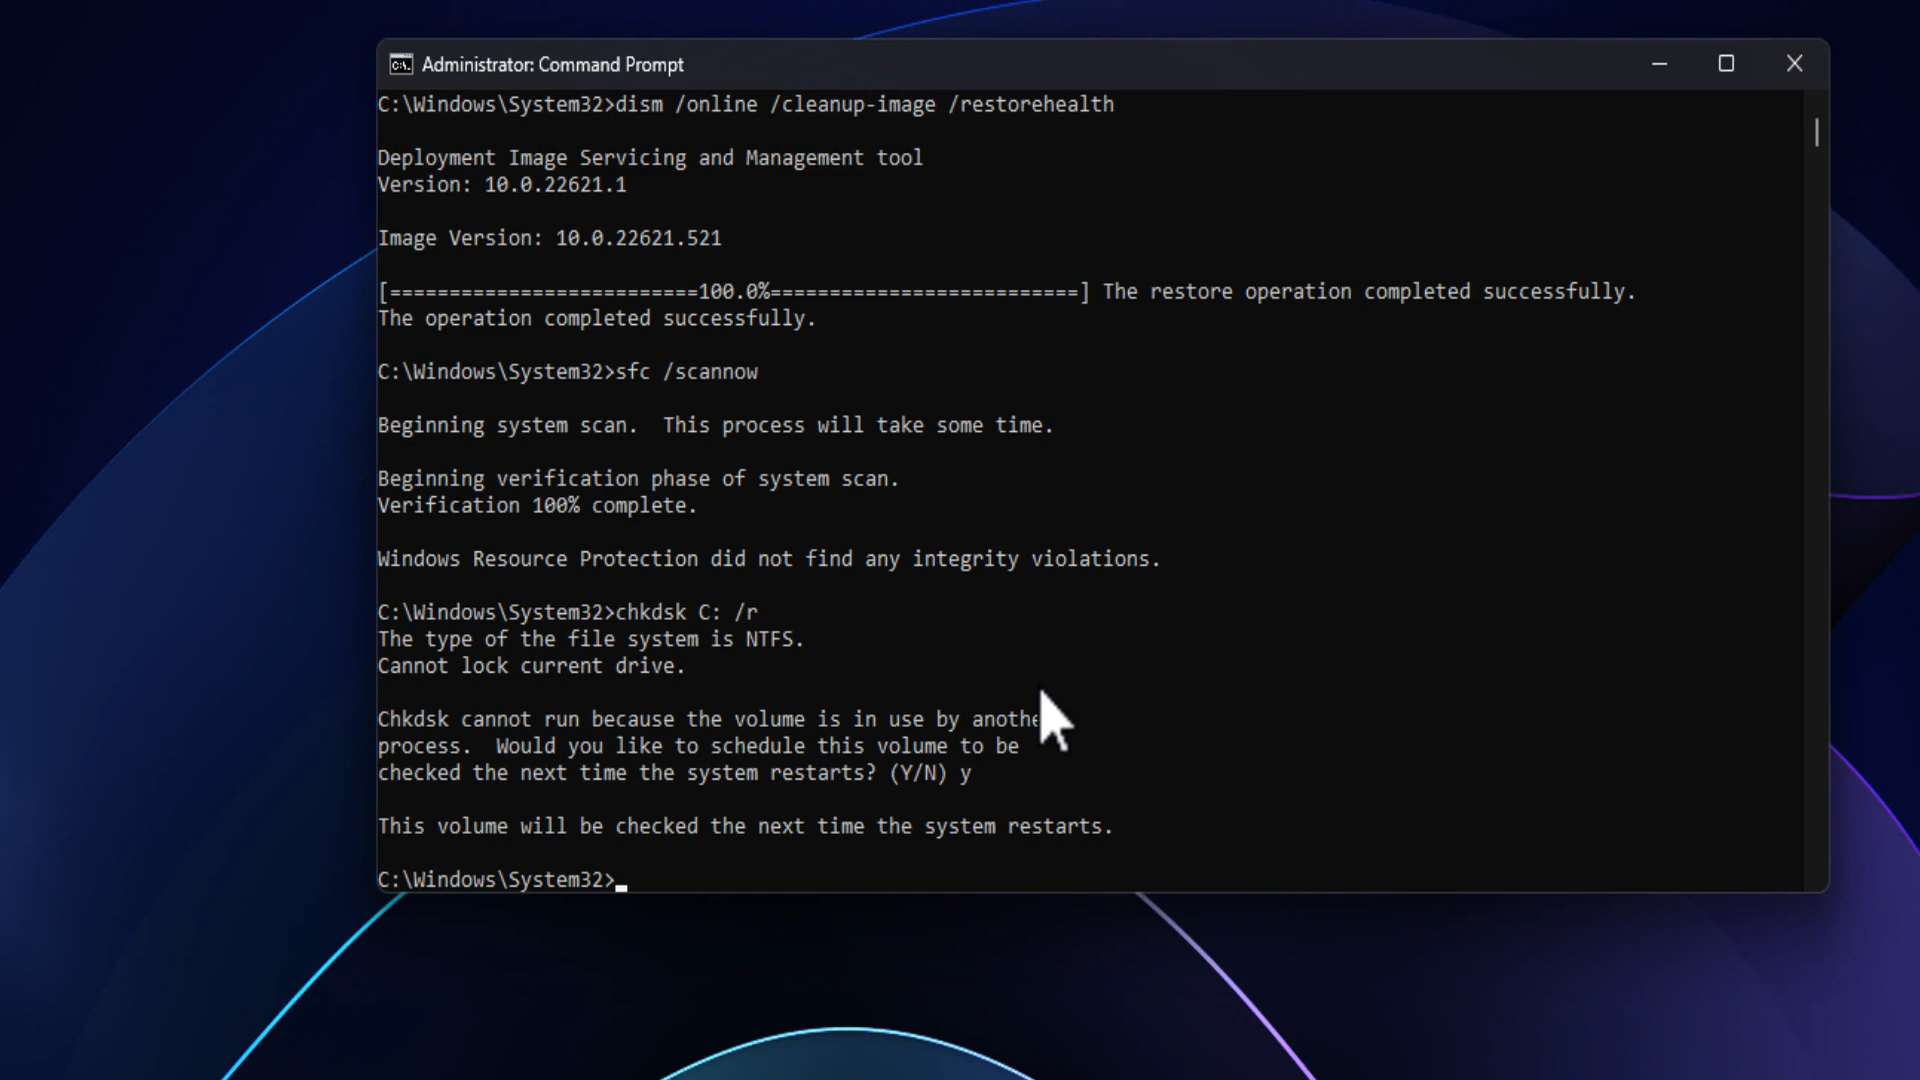 Administrator: Command Prompt
C:\Windows\System32>dism /online /cleanup-image /restorehealth
Deployment Image Servicing and Management tool
Version: 10.0.22621.1
Image Version: 10.0.22621.521
[==========================100.0%==========================] The restore operation completed successfully.
The operation completed successfully.
C:\Windows\System32>sfc /scannow
Beginning system scan.  This process will take some time.
Beginning verification phase of system scan.
Verification 100% complete.
Windows Resource Protection did not find any integrity violations.
C:\Windows\System32>chkdsk C: /r
The type of the file system is NTFS.
Cannot lock current drive.
Chkdsk cannot run because the volume is in use by
process.  Would you like to schedule this volume to be
checked the next time the system restarts? (Y/N) y
This volume will be checked the next time the system restarts.
C:\Windows\System32>